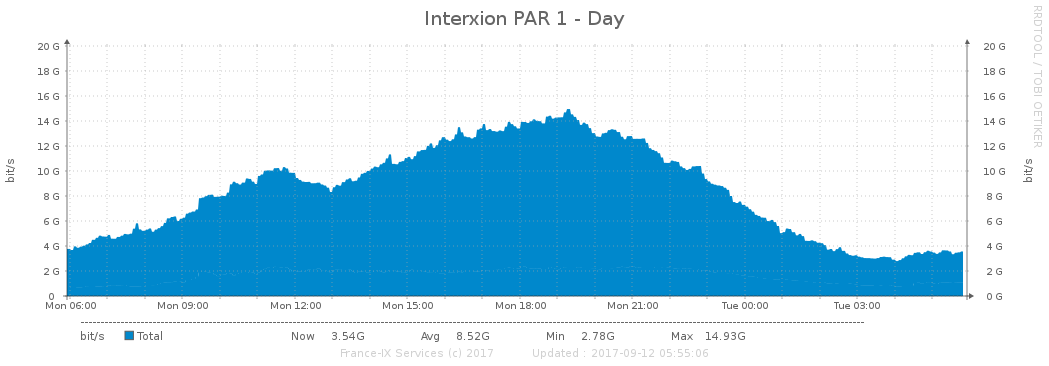 Interxion PAR 1 - Day
RRDTOOL / TOBI OETIKER
bit/s
20 G 20 G
18 G 18 G
16 G 16 G
14 G 14 G
12 G 12 G
10 G 10 G
8 G 8 G
6 G 6 G
4 G 4 G
2 G 2 G
0 0 G
bit/s
Mon 06:00 Mon 09:00 Mon 12:00 Mon 15:00 Mon 18:00 Mon 21:00 Tue 00:00 Tue 03:00
bit/s Total Now 3.54G Avg 8.52G Min 2.78G Max 14.93G
France-IX Services (c) 2017 Updated : 2017-09-12 05:55:06